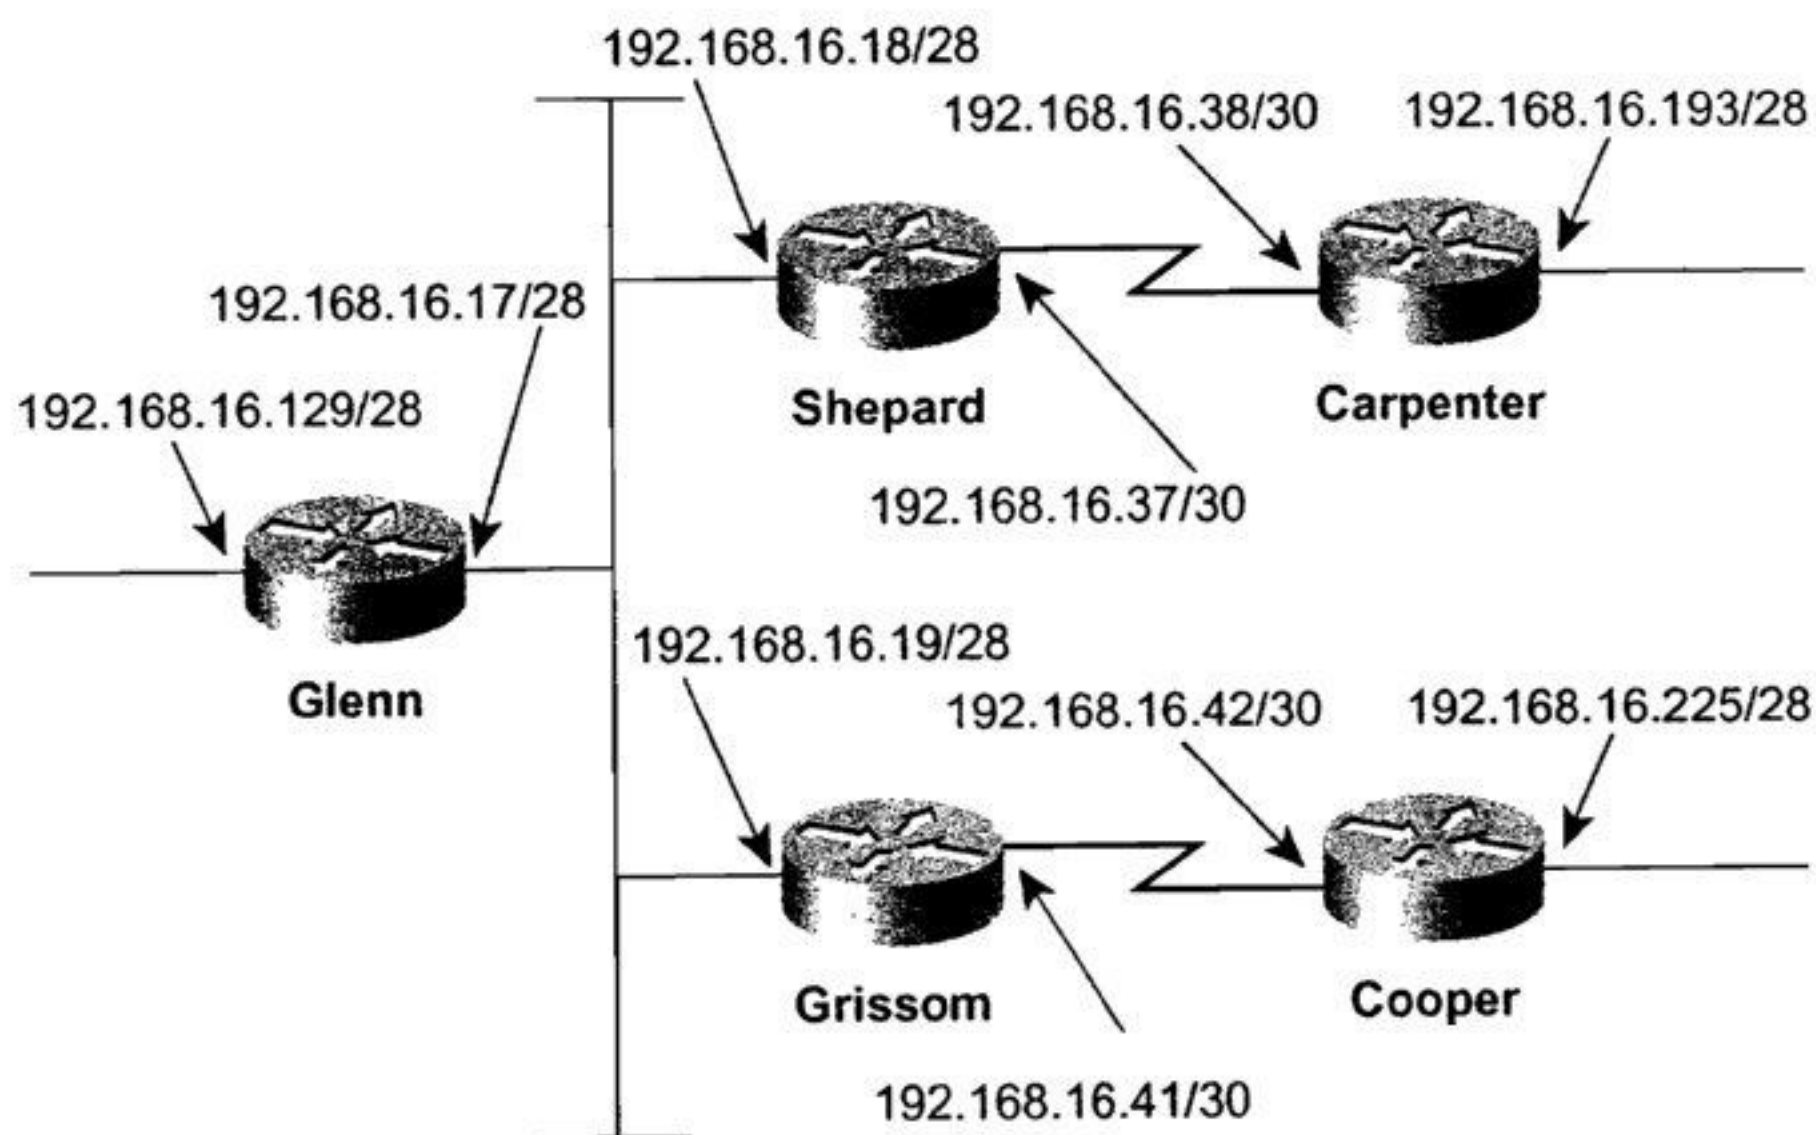 192.168.16.18/28
192.168.16.38/30
192.168.16.193/28
192.168.16.17/28
192.168.16.129/28
Shepard
Carpenter
192.168.16.37/30
Glenn
192.168.16.19/28
192.168.16.42/30
192.168.16.225/28
Grissom
Cooper
192.168.16.41/30